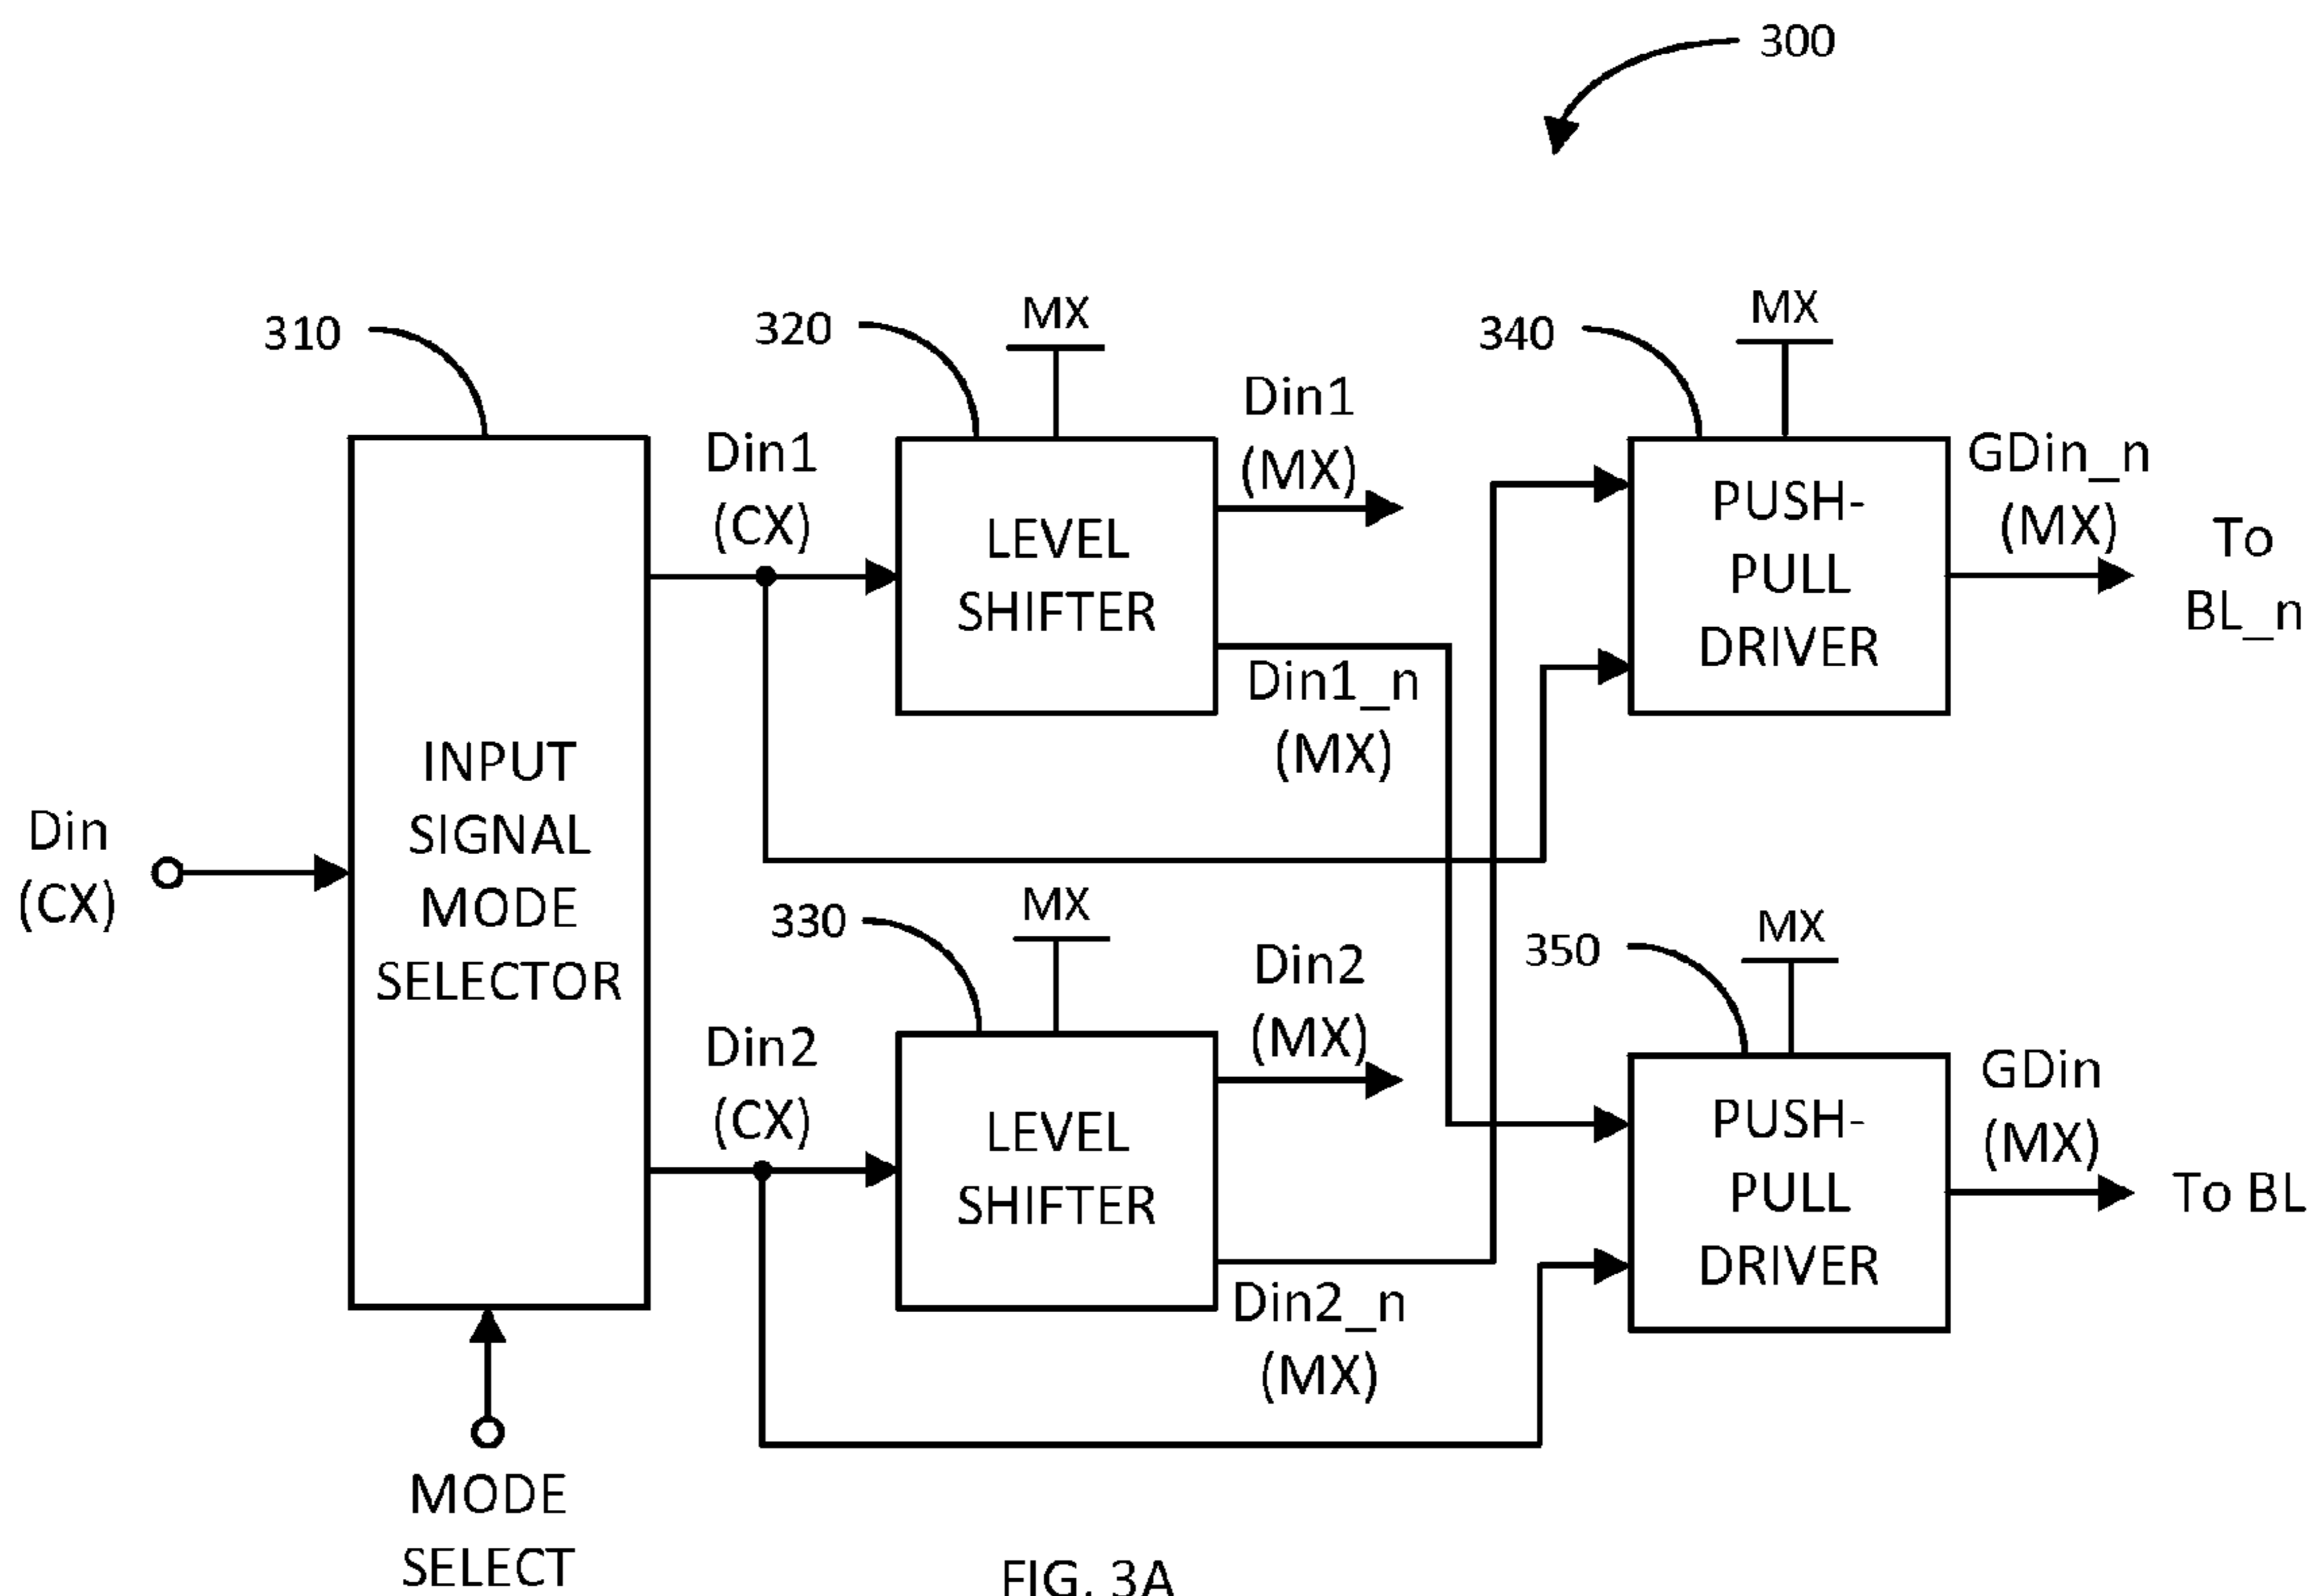 300
310
320
MX
340
MX
Din1
(CX)
Din1
(MX)
GDin_n
(MX)
LEVEL
SHIFTER
PUSH-
PULL
DRIVER
To
BL_n
Din1_n
(MX)
Din
(CX)
INPUT
SIGNAL
MODE
SELECTOR
330
MX
350
MX
Din2
(CX)
Din2
(MX)
GDin
(MX)
LEVEL
SHIFTER
PUSH-
PULL
DRIVER
To BL
Din2_n
(MX)
MODE
SELECT
FIG. 3A